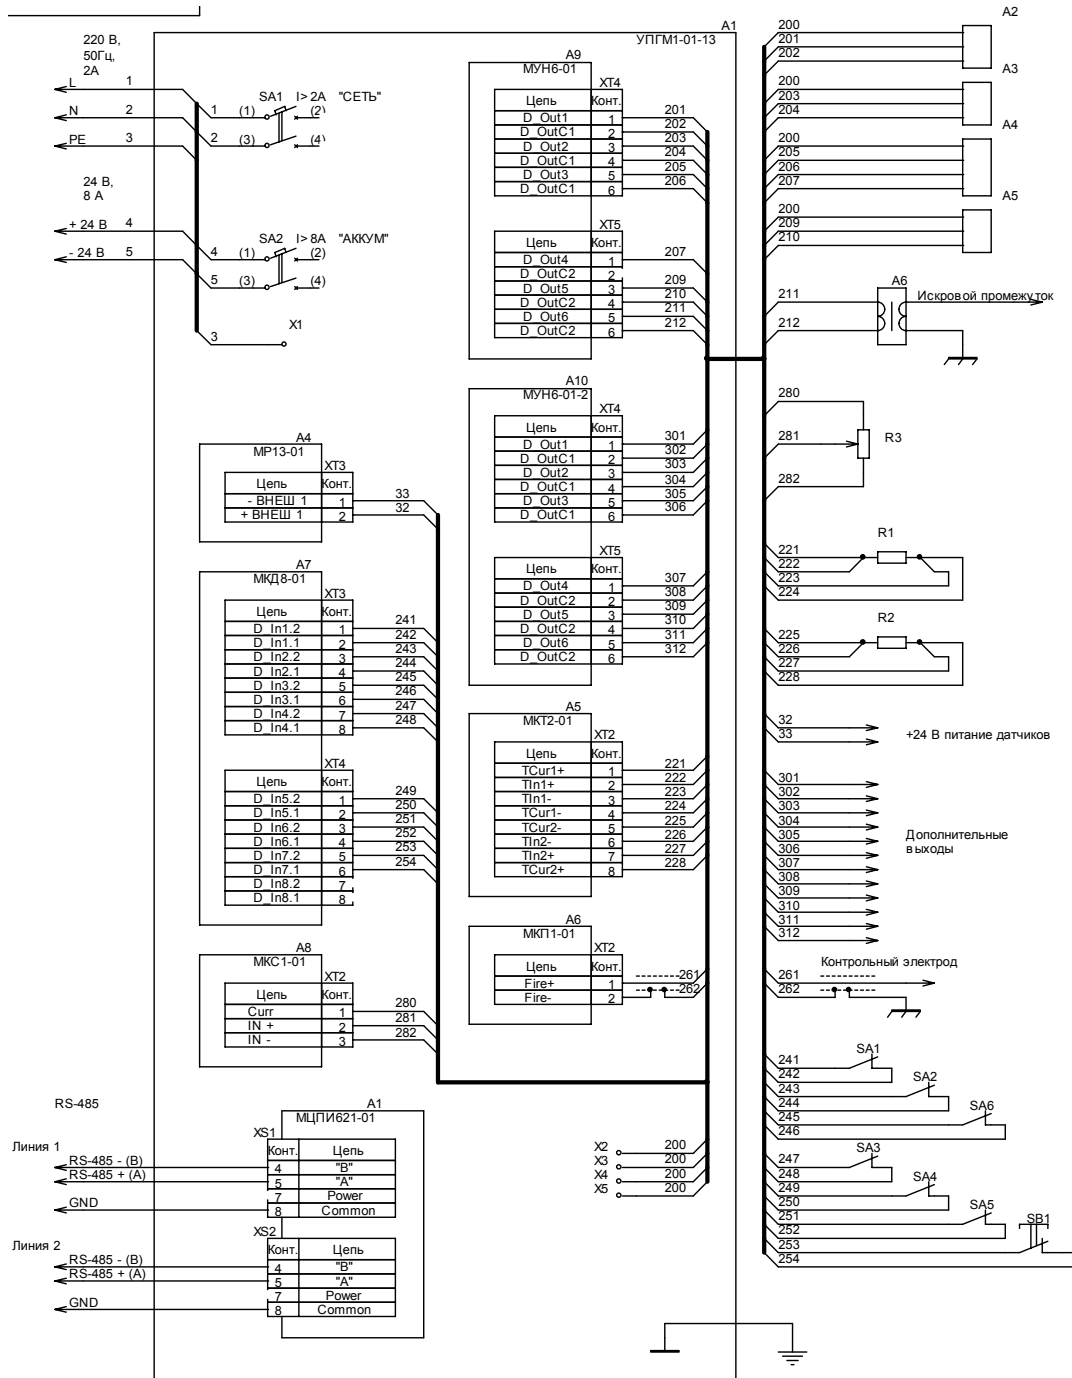 220 В,
50Гц,
2А
L 1
N 2
PE 3
24 В,
8 А
+ 24 В 4
- 24 В 5
1 (1) SA1 I> 2A "СЕТЬ" (2)
2 (3) (4)
4 (1) SA2 I> 8A "АККУМ" (2)
5 (3) (4)
3 X1
A1
УПГМ1-01-13
A9
МУН6-01
XT4
Цепь Конт.
D_Out1 1 201
D_OutC1 2 202
D_Out2 3 203
D_OutC1 4 204
D_Out3 5 205
D_OutC1 6 206
XT5
Цепь Конт.
D_Out4 1 207
D_OutC2 2
D_Out5 3 209
D_OutC2 4 210
D_Out6 5 211
D_OutC2 6 212
A10
МУН6-01-2
XT4
Цепь Конт.
D_Out1 1 301
D_OutC1 2 302
D_Out2 3 303
D_OutC1 4 304
D_Out3 5 305
D_OutC1 6 306
XT5
Цепь Конт.
D_Out4 1 307
D_OutC2 2 308
D_Out5 3 309
D_OutC2 4 310
D_Out6 5 311
D_OutC2 6 312
A4
МР13-01
XT3
Цепь Конт.
- ВНЕШ 1 1 33
+ ВНЕШ 1 2 32
A7
МКД8-01
XT3
Цепь Конт.
D_In1.2 1 241
D_In1.1 2 242
D_In2.2 3 243
D_In2.1 4 244
D_In3.2 5 245
D_In3.1 6 246
D_In4.2 7 247
D_In4.1 8 248
XT4
Цепь Конт.
D_In5.2 1 249
D_In5.1 2 250
D_In6.2 3 251
D_In6.1 4 252
D_In7.2 5 253
D_In7.1 6 254
D_In8.2 7
D_In8.1 8
A8
МКС1-01
XT2
Цепь Конт.
Curr 1 280
IN + 2 281
IN - 3 282
A5
МКТ2-01
XT2
Цепь Конт.
TCur1+ 1 221
TIn1+ 2 222
TIn1- 3 223
TCur1- 4 224
TCur2- 5 225
TIn2- 6 226
TIn2+ 7 227
TCur2+ 8 228
A6
МКП1-01
XT2
Цепь Конт.
Fire+ 1 261
Fire- 2 262
RS-485
A1
МЦПИ621-01
XS1
Конт. Цепь
Линия 1
RS-485 - (B) 4 "B"
RS-485 + (A) 5 "A"
7 Power
GND 8 Common
XS2
Конт. Цепь
Линия 2
RS-485 - (B) 4 "B"
RS-485 + (A) 5 "A"
7 Power
GND 8 Common
X2 200
X3 200
X4 200
X5 200
A2
200
201
202
A3
200
203
204
A4
200
205
206
207
A5
200
209
210
A6
211 Искровой промежуток
212
280
281 R3
282
R1
221
222
223
224
R2
225
226
227
228
32
33
+24 В питание датчиков
301
302
303
304
305
306
307
308
309
310
311
312
Дополнительные
выходы
Контрольный электрод
261
262
241 SA1
242
243 SA2
244
245 SA6
246
247 SA3
248
249 SA4
250
251 SA5
252
253 SB1
254